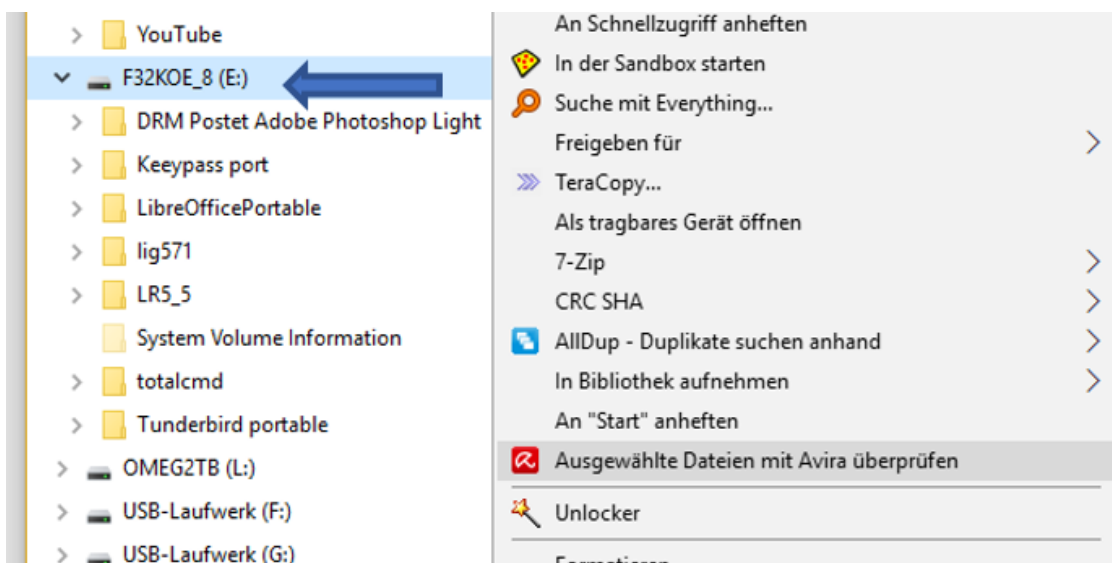 YouTube
F32KOE_8 (E:)
DRM Postet Adobe Photoshop Light
Keeypass port
LibreOfficePortable
lig571
LR5_5
System Volume Information
totalcmd
Tunderbird portable
OMEG2TB (L:)
USB-Laufwerk (F:)
USB-Laufwerk (G:)
An Schnellzugriff anheften
In der Sandbox starten
Suche mit Everything...
Freigeben für
TeraCopy...
Als tragbares Gerät öffnen
7-Zip
CRC SHA
AllDup - Duplikate suchen anhand
In Bibliothek aufnehmen
An "Start" anheften
Ausgewählte Dateien mit Avira überprüfen
Unlocker
Formatieren